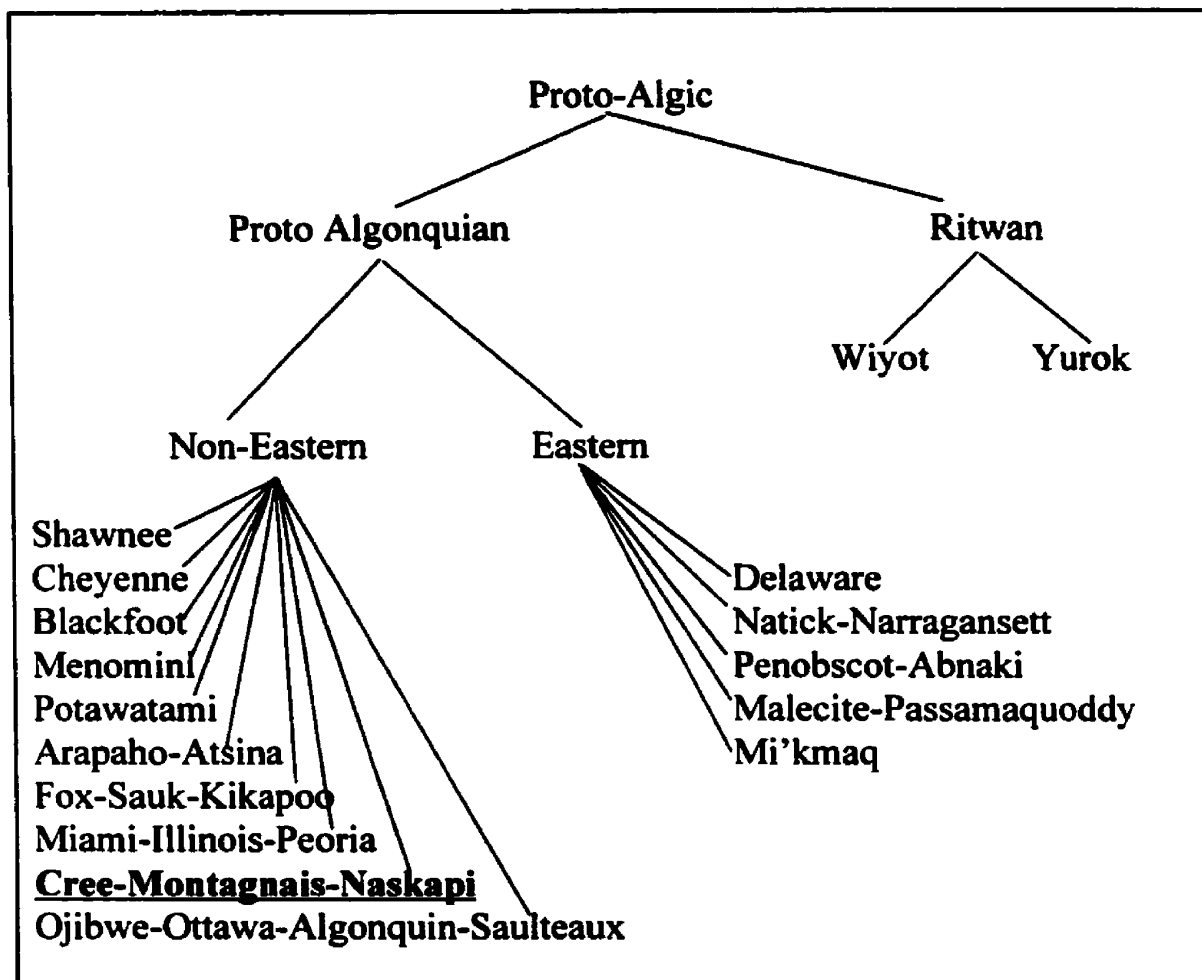 Proto-Algic
Proto Algonquian
Ritwan
Wiyot
Yurok
Non-Eastern
Eastern
Shawnee
Cheyenne
Blackfoot
Menominl
Potawatami
Arapaho-Atsina
Fox-Sauk-Kikapoo
Miami-Illinois-Peoria
Cree-Montagnais-Naskapi
Ojibwe-Ottawa-Algonquin-Saulteaux
Delaware
Natick-Narragansett
Penobscot-Abnaki
Malecite-Passamaquoddy
Mi'kmaq